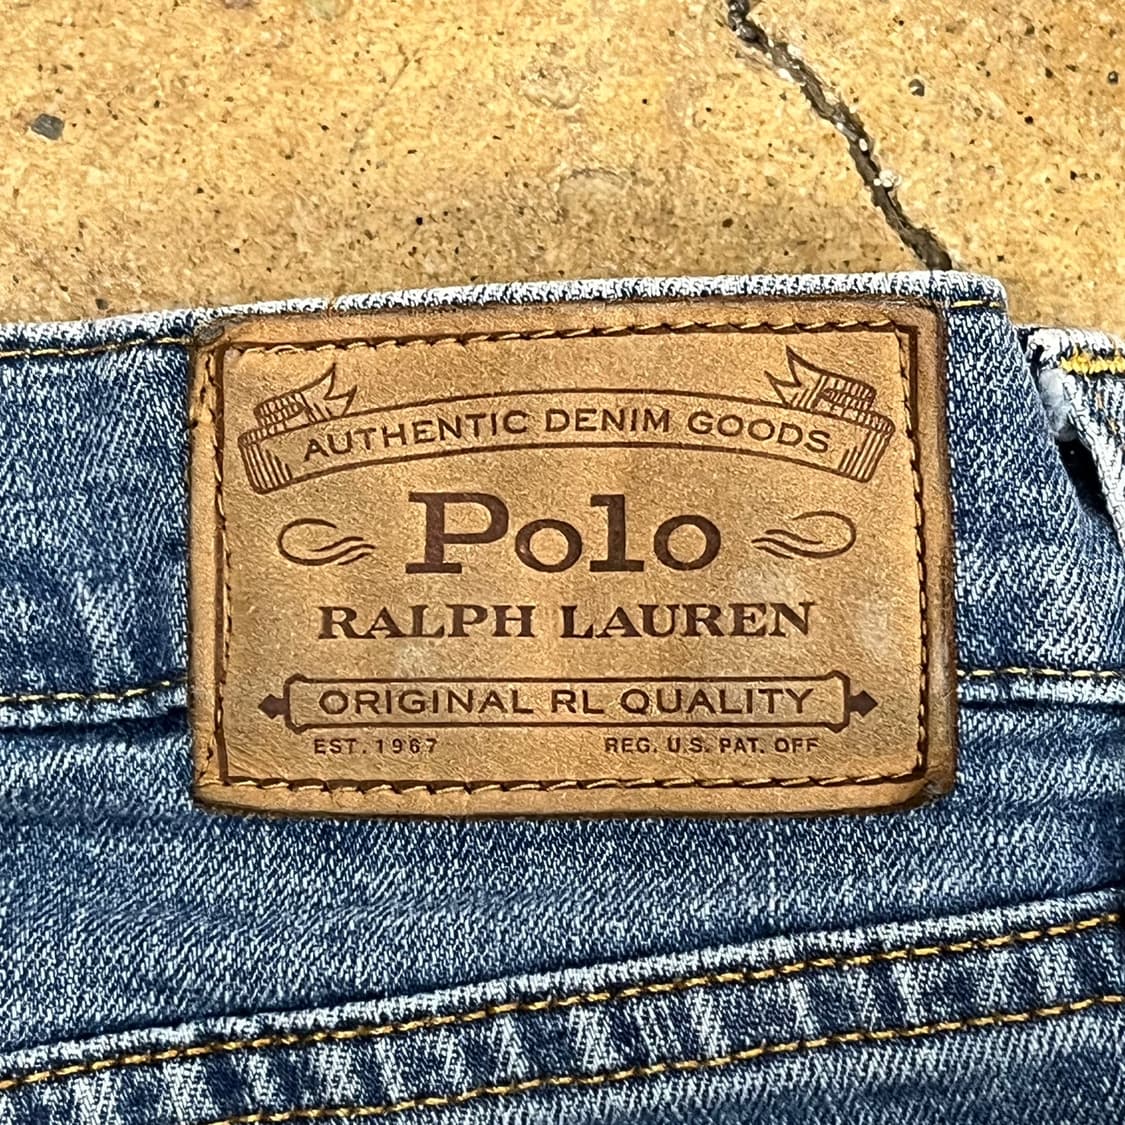 AUTHENTIC DENIM GOODS
Polo
RALPH LAUREN
ORIGINAL RL QUALITY
EST. 1967
REG. U.S. PAT. OFF